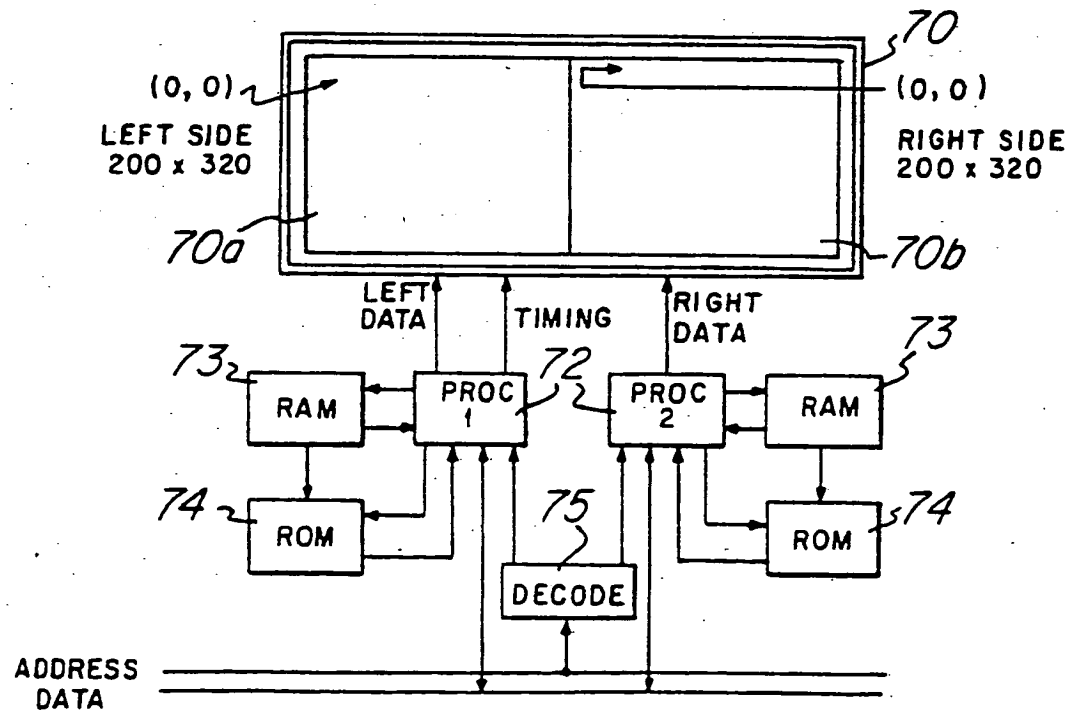 70
(0,0)
(0,0)
LEFT SIDE
200 x 320
RIGHT SIDE
200 x 320
70a
70b
LEFT
DATA
TIMING
RIGHT
DATA
73
RAM
PROC
1
72
PROC
2
73
RAM
74
ROM
75
DECODE
74
ROM
ADDRESS
DATA